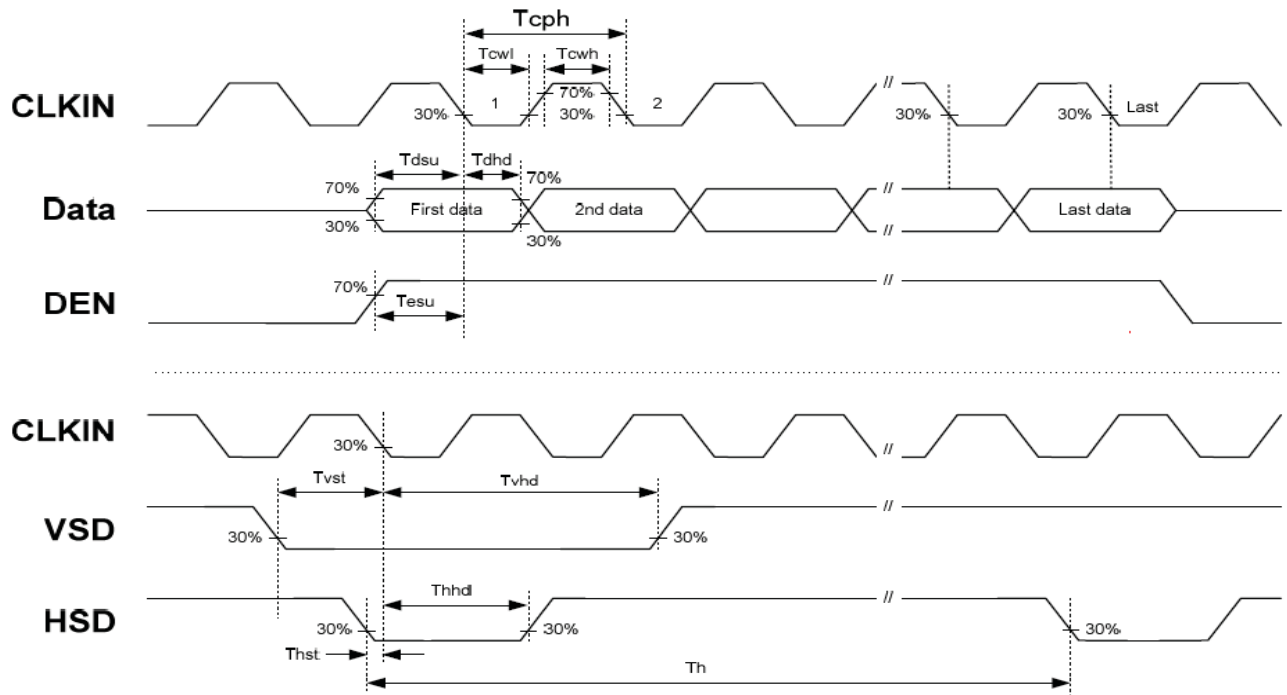 Tcph
Tcwl Tcwh
CLKIN 30% 1 70% 30% 2 // 30% 30% Last
Tdsu Tdhd
70% 70%
Data First data 2nd data // Last data
30% 30%
DEN 70% //
Tesu
CLKIN 30% //
Tvst Tvhd
VSD 30% 30% //
Thhd
HSD 30% 30% // 30%
Thst
Th